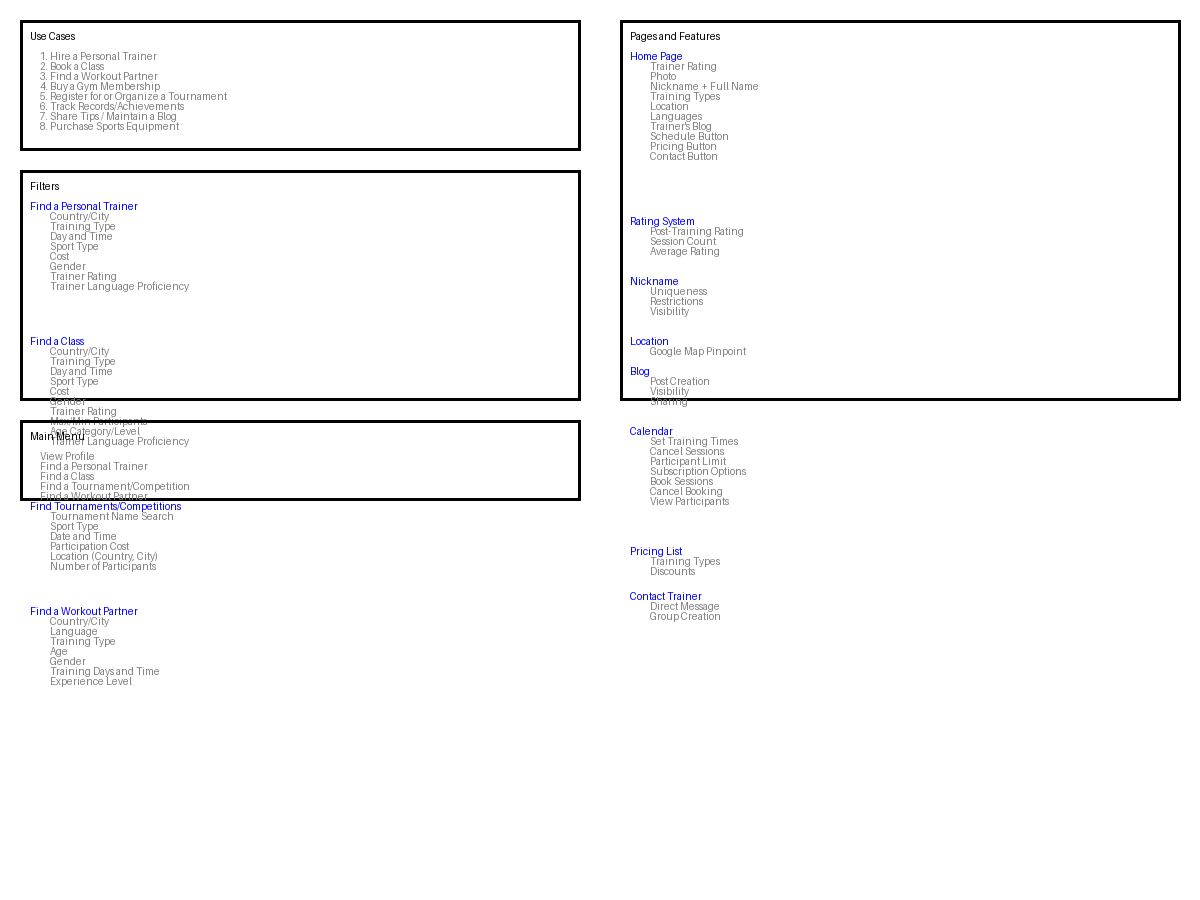 Use Cases
1. Hire a Personal Trainer
2. Book a Class
3. Find a Workout Partner
4. Buy a Gym Membership
5. Register for or Organize a Tournament
6. Track Records/Achievements
7. Share Tips / Maintain a Blog
8. Purchase Sports Equipment
Filters
Find a Personal Trainer
Country/City
Training Type
Day and Time
Sport Type
Cost
Gender
Trainer Rating
Trainer Language Proficiency
Find a Class
Country/City
Training Type
Day and Time
Sport Type
Cost
Gender
Trainer Rating
Max/Min Participants
Age Category/Level
Trainer Language Proficiency
Main Menu
View Profile
Find a Personal Trainer
Find a Class
Find a Tournament/Competition
Find a Workout Partner
Find Tournaments/Competitions
Tournament Name Search
Sport Type
Date and Time
Participation Cost
Location (Country, City)
Number of Participants
Find a Workout Partner
Country/City
Language
Training Type
Age
Gender
Training Days and Time
Experience Level
Pages and Features
Home Page
Trainer Rating
Photo
Nickname + Full Name
Training Types
Location
Languages
Trainer's Blog
Schedule Button
Pricing Button
Contact Button
Rating System
Post-Training Rating
Session Count
Average Rating
Nickname
Uniqueness
Restrictions
Visibility
Location
Google Map Pinpoint
Blog
Post Creation
Visibility
Sharing
Calendar
Set Training Times
Cancel Sessions
Participant Limit
Subscription Options
Book Sessions
Cancel Booking
View Participants
Pricing List
Training Types
Discounts
Contact Trainer
Direct Message
Group Creation